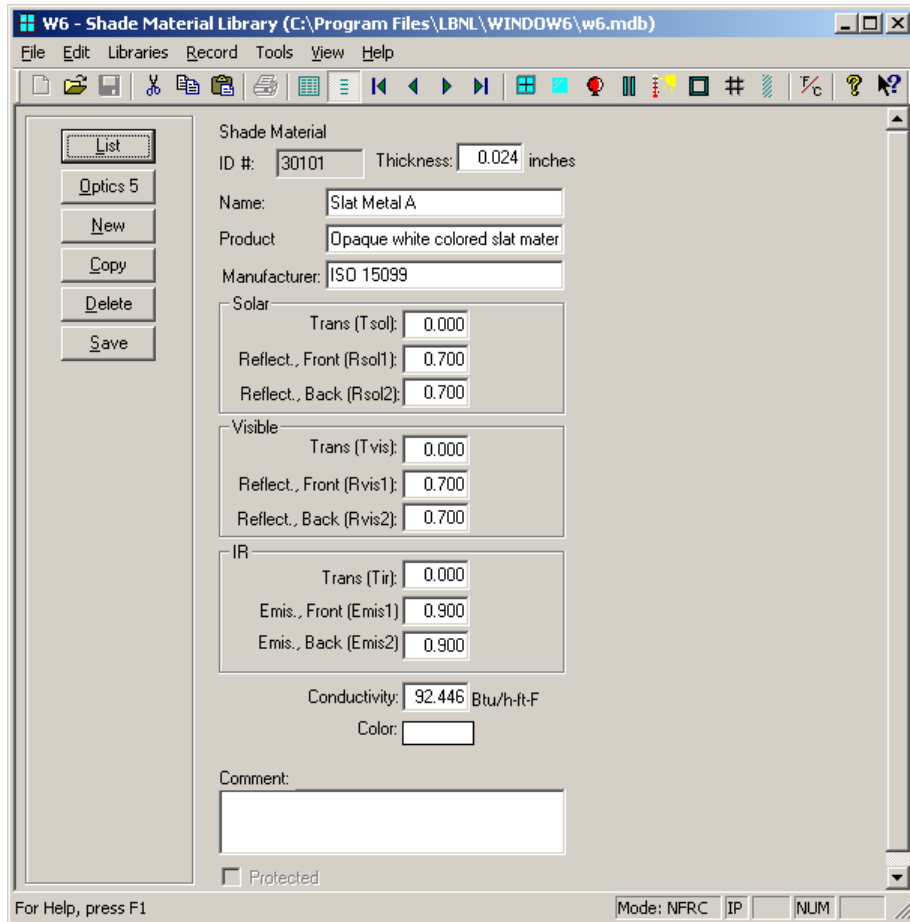 W6 - Shade Material Library (C:\Program Files\LBNL\WINDOW6\w6.mdb)
File Edit Libraries Record Tools View Help
F/C ? ?
List
Optics 5
New
Copy
Delete
Save
Shade Material
ID #: 30101 Thickness: 0.024 inches
Name: Slat Metal A
Product Opaque white colored slat mater
Manufacturer: ISO 15099
Solar
Trans (Tsol): 0.000
Reflect., Front (Rsol1): 0.700
Reflect., Back (Rsol2): 0.700
Visible
Trans (Tvis): 0.000
Reflect., Front (Rvis1): 0.700
Reflect., Back (Rvis2): 0.700
IR
Trans (Tir): 0.000
Emis., Front (Emis1) 0.900
Emis., Back (Emis2) 0.900
Conductivity: 92.446 Btu/h-ft-F
Color:
Comment:
Protected
For Help, press F1 Mode: NFRC IP NUM